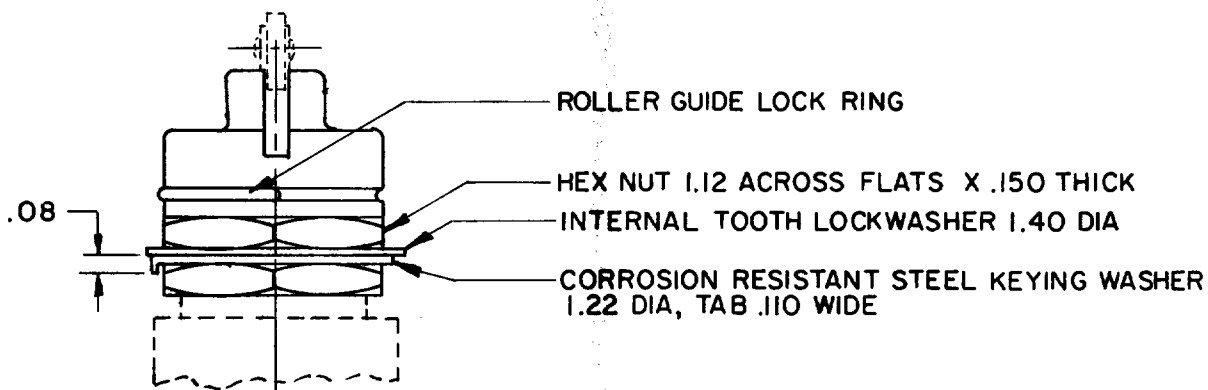 ROLLER GUIDE LOCK RING
HEX NUT 1.12 ACROSS FLATS X .150 THICK
.08
INTERNAL TOOTH LOCKWASHER 1.40 DIA
CORROSION RESISTANT STEEL KEYING WASHER
1.22 DIA, TAB .110 WIDE